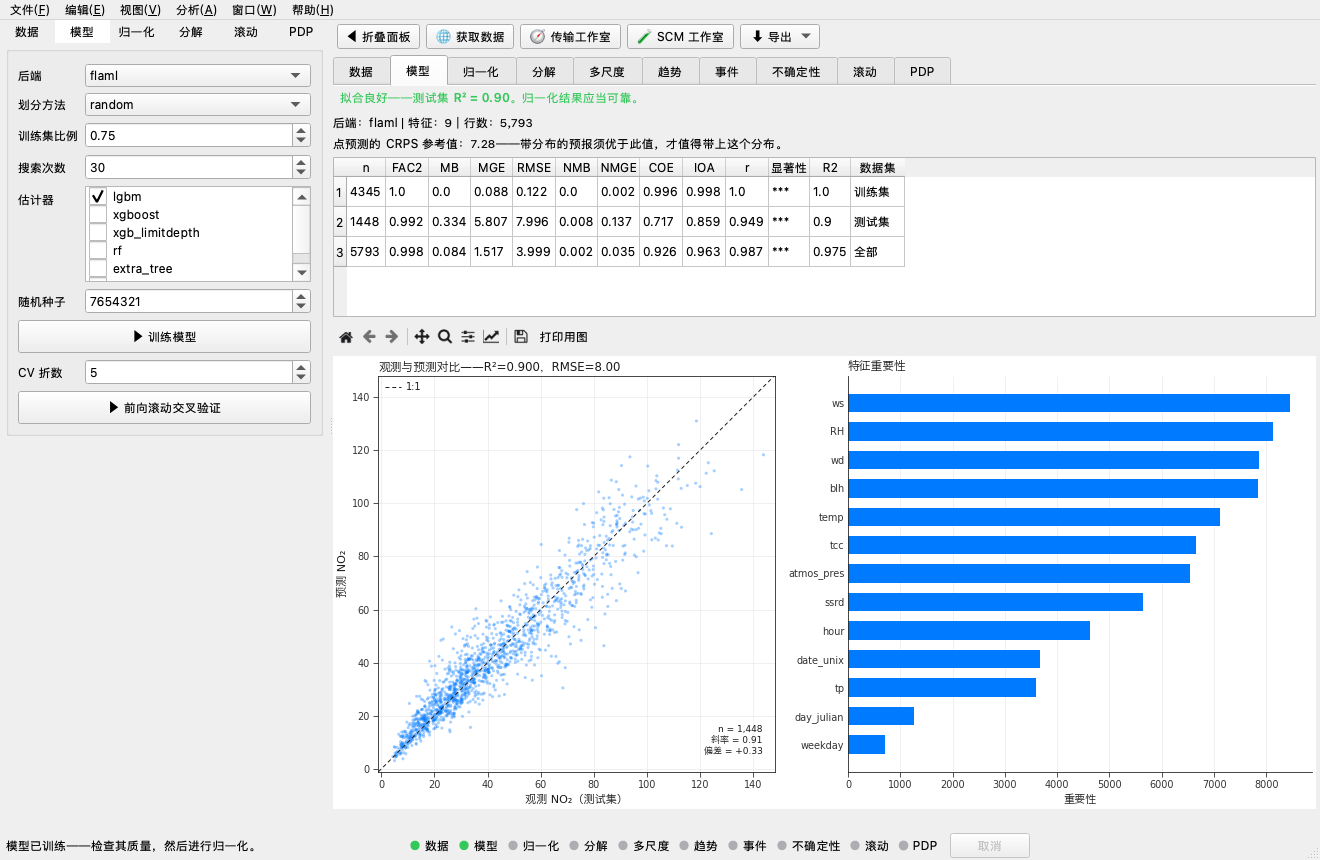 文件(F) 编辑(E) 视图(V) 分析(A) 窗口(W) 帮助(H)
数据 模型 归一化 分解 滚动 PDP
后端 flaml
划分方法 random
训练集比例 0.75
搜索次数 30
估计器 lgbm
xgboost
xgb_limitdepth
rf
extra_tree
随机种子 7654321
训练模型
CV 折数 5
前向滚动交叉验证
折叠面板 获取数据 传输工作室 SCM 工作室 导出
数据 模型 归一化 分解 多尺度 趋势 事件 不确定性 滚动 PDP
拟合良好——测试集 R² = 0.90。归一化结果应当可靠。
后端：flaml | 特征：9 | 行数：5,793
点预测的 CRPS 参考值：7.28——带分布的预报须优于此值，才值得带上这个分布。
n FAC2 MB MGE RMSE NMB NMGE COE IOA r 显著性 R2 数据集
1 4345 1.0 0.0 0.088 0.122 0.0 0.002 0.996 0.998 1.0 *** 1.0 训练集
2 1448 0.992 0.334 5.807 7.996 0.008 0.137 0.717 0.859 0.949 *** 0.9 测试集
3 5793 0.998 0.084 1.517 3.999 0.002 0.035 0.926 0.963 0.987 *** 0.975 全部
打印用图
观测与预测对比——R²=0.900，RMSE=8.00
1:1
140
120
100
80
60
40
20
0
预测 NO₂
n = 1,448
斜率 = 0.91
偏差 = +0.33
0 20 40 60 80 100 120 140
观测 NO₂（测试集）
特征重要性
ws
RH
wd
blh
temp
tcc
atmos_pres
ssrd
hour
date_unix
tp
day_julian
weekday
0 1000 2000 3000 4000 5000 6000 7000 8000
重要性
模型已训练——检查其质量，然后进行归一化。
数据 模型 归一化 分解 多尺度 趋势 事件 不确定性 滚动 PDP 取消